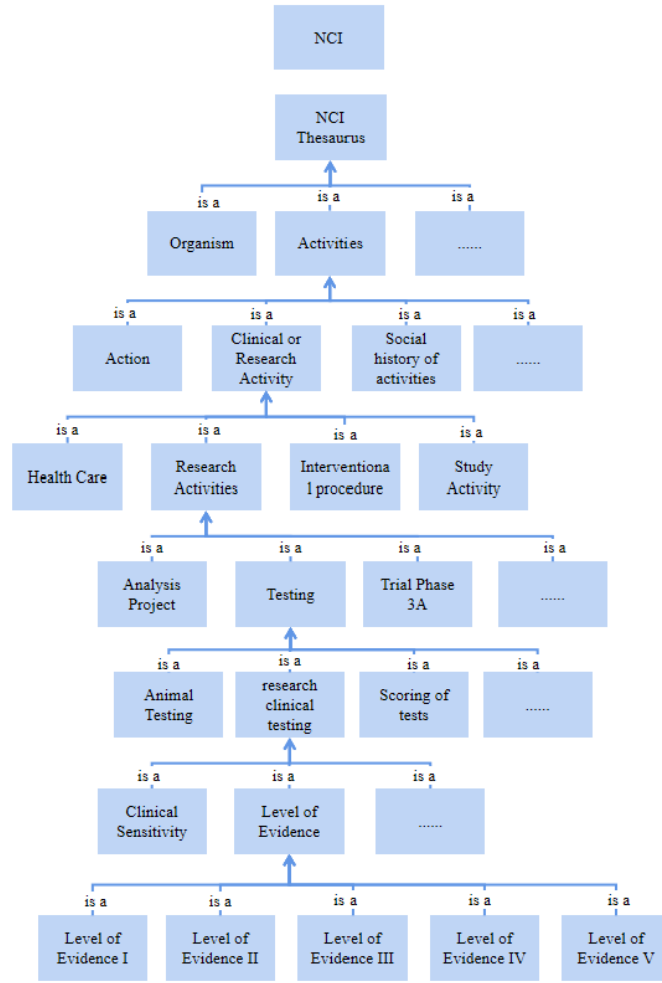 NCI
NCI
Thesaurus
is a is a is a
Organism Activities ......
is a is a is a is a
Action
Clinical or
Research
Activity
Social
history of
activities
......
is a is a is a is a
Health Care
Research
Activities
Interventiona
l procedure
Study
Activity
is a is a is a is a
Analysis
Project
Testing
Trial Phase
3A
......
is a is a is a is a
Animal
Testing
research
clinical
testing
Scoring of
tests
......
is a is a is a
Clinical
Sensitivity
Level of
Evidence
......
is a is a is a is a is a
Level of
Evidence I
Level of
Evidence II
Level of
Evidence III
Level of
Evidence IV
Level of
Evidence V